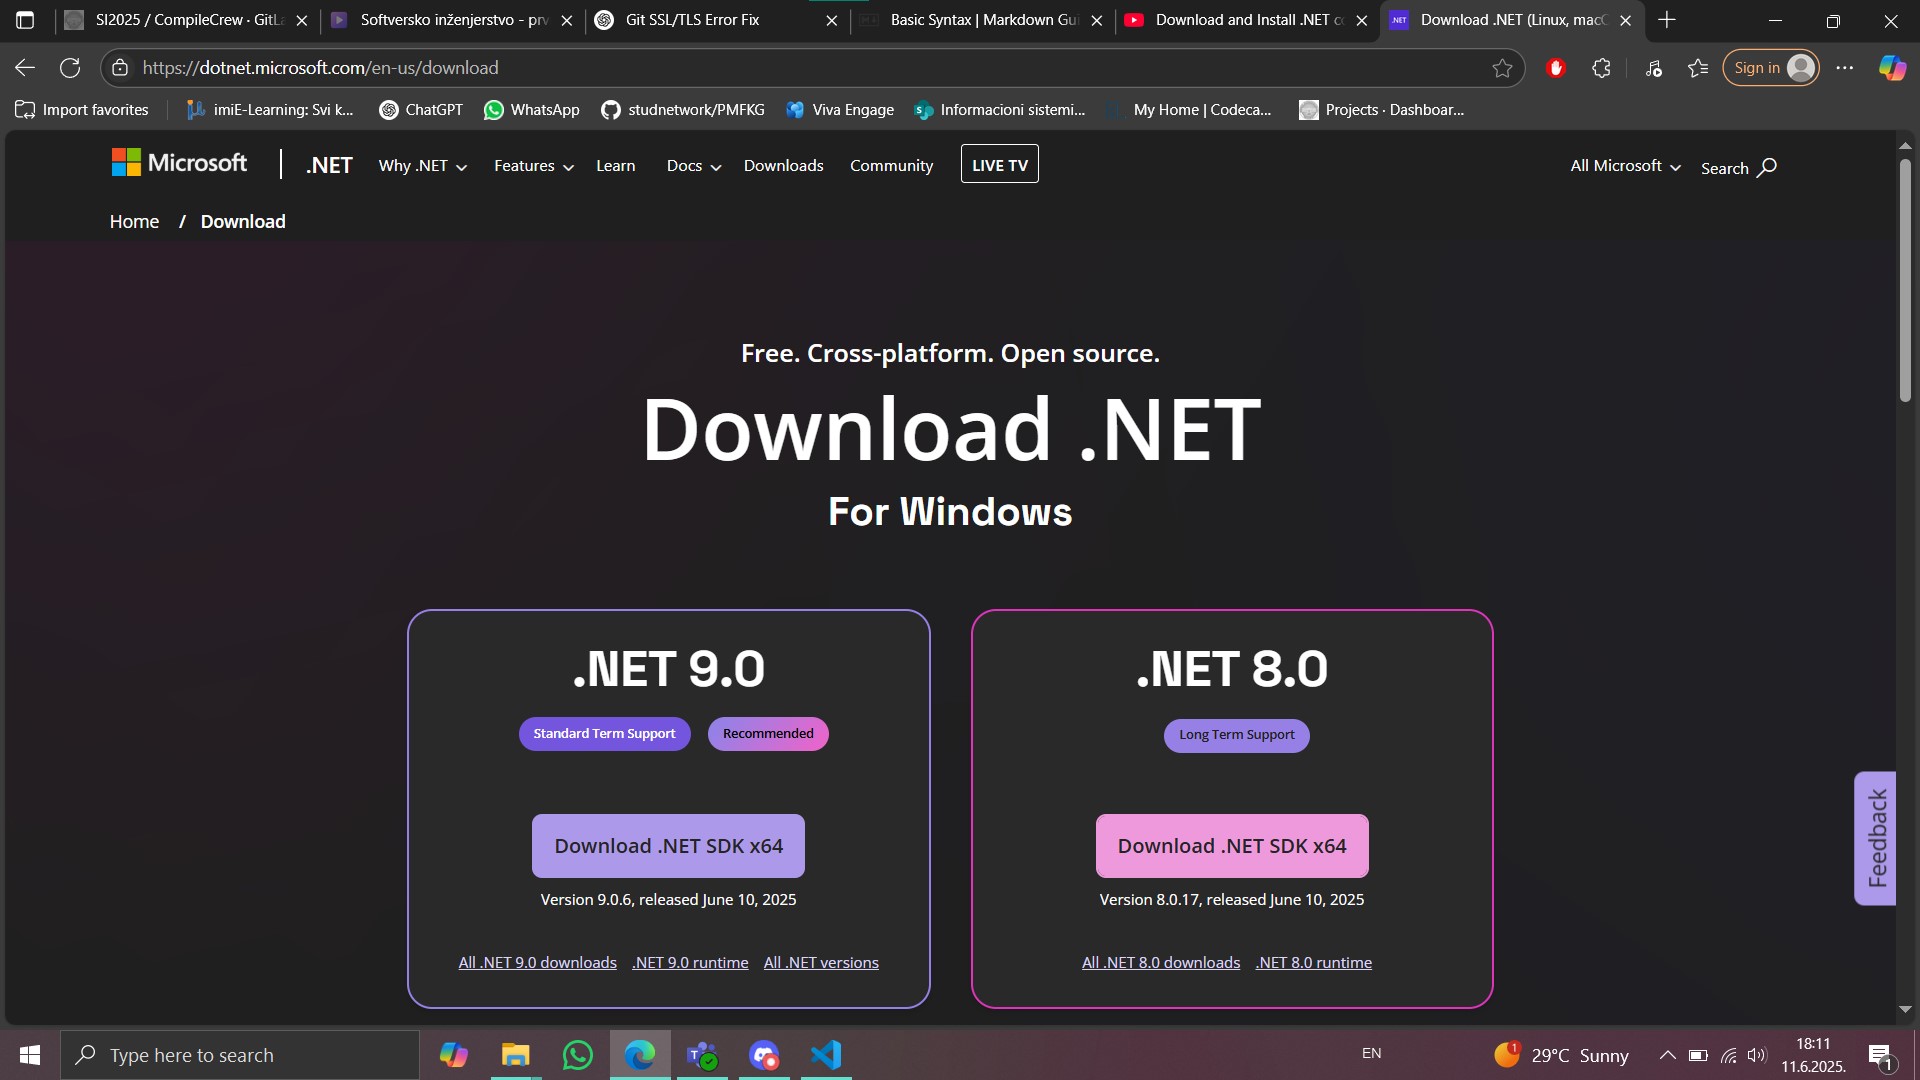 SI2025 / CompileCrew · GitLa
Softversko inženjerstvo - prv
Git SSL/TLS Error Fix
Basic Syntax | Markdown Gui
Download and Install .NET co
Download .NET (Linux, macO
https://dotnet.microsoft.com/en-us/download
Sign in
Import favorites
imiE-Learning: Svi k...
ChatGPT
WhatsApp
studnetwork/PMFKG
Viva Engage
Informacioni sistemi...
My Home | Codeca...
Projects · Dashboar...
Microsoft
.NET
Why .NET
Features
Learn
Docs
Downloads
Community
LIVE TV
All Microsoft
Search
Home / Download
Free. Cross-platform. Open source.
Download .NET
For Windows
.NET 9.0
Standard Term Support
Recommended
Download .NET SDK x64
Version 9.0.6, released June 10, 2025
All .NET 9.0 downloads
.NET 9.0 runtime
All .NET versions
.NET 8.0
Long Term Support
Download .NET SDK x64
Version 8.0.17, released June 10, 2025
All .NET 8.0 downloads
.NET 8.0 runtime
Feedback
Type here to search
EN
1
29°C Sunny
18:11
11.6.2025.
1